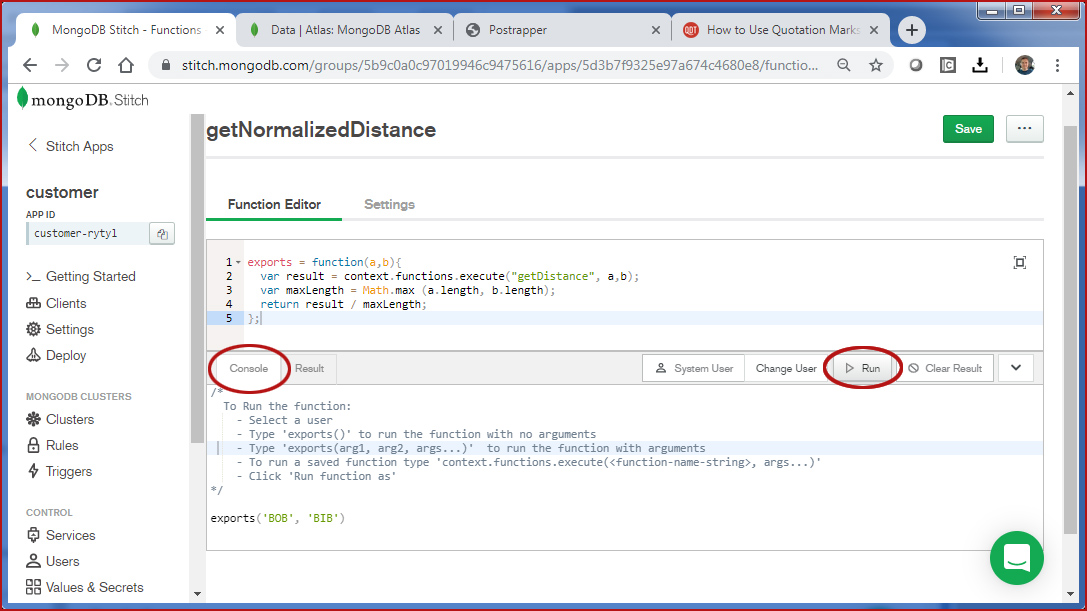 MongoDB Stitch - Functions
Data | Atlas: MongoDB Atlas
Postrapper
QDT How to Use Quotation Marks
stitch.mongodb.com/groups/5b9c0a0c97019946c9475616/apps/5d3b7f9325e97a674c4680e8/functio...
mongoDB. Stitch
Stitch Apps
customer
APP ID
customer-rytyl
Getting Started
Clients
Settings
Deploy
MONGODB CLUSTERS
Clusters
Rules
Triggers
CONTROL
Services
Users
Values & Secrets
getNormalizedDistance
Save
...
Function Editor Settings
1 exports = function(a,b){
2 var result = context.functions.execute("getDistance", a,b);
3 var maxLength = Math.max (a.length, b.length);
4 return result / maxLength;
5 };
Console Result System User Change User Run Clear Result
/*
To Run the function:
- Select a user
- Type 'exports()' to run the function with no arguments
- Type 'exports(arg1, arg2, args...)' to run the function with arguments
- To run a saved function type 'context.functions.execute(<function-name-string>, args...)'
- Click 'Run function as'
*/
exports('BOB', 'BIB')